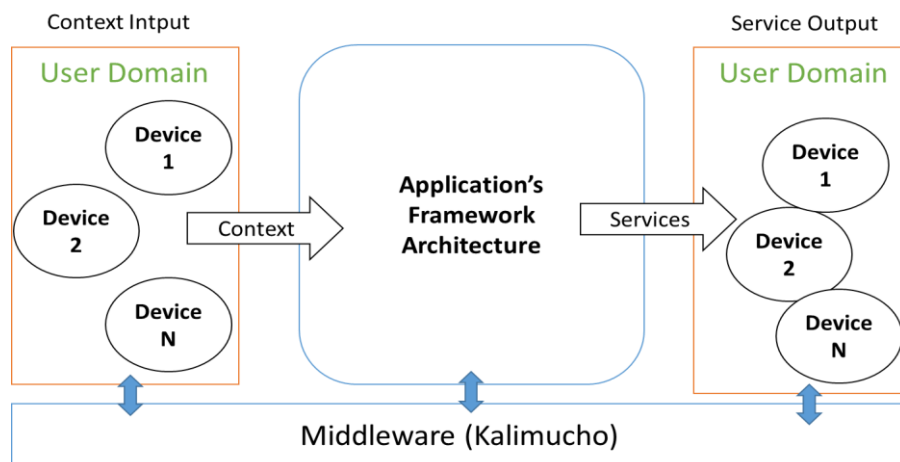 Context Intput
Service Output
User Domain
User Domain
Device
1
Device
2
Device
N
Context
Application's
Framework
Architecture
Services
Device
1
Device
2
Device
N
Middleware (Kalimucho)